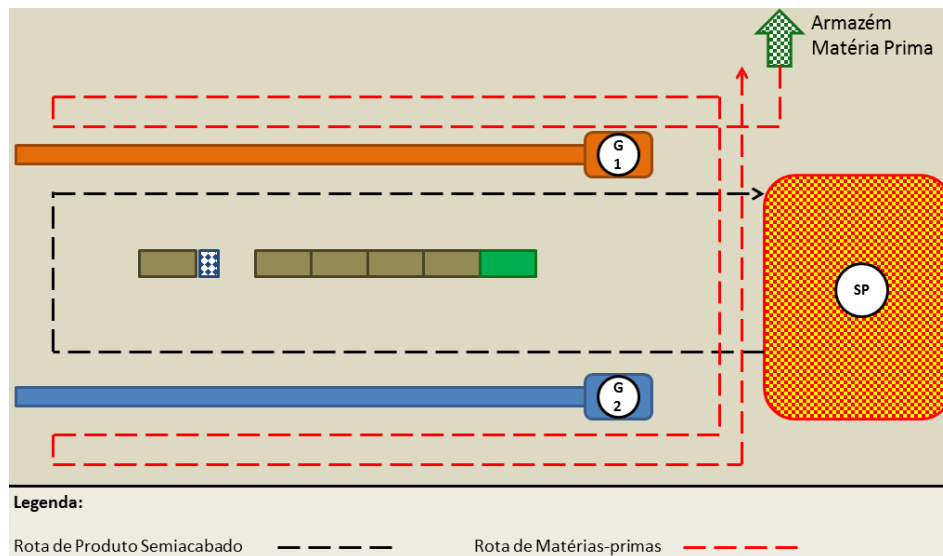 Armazém
Matéria Prima
G
1
SP
G
2
Legenda:
Rota de Produto Semiacabado
Rota de Matérias-primas